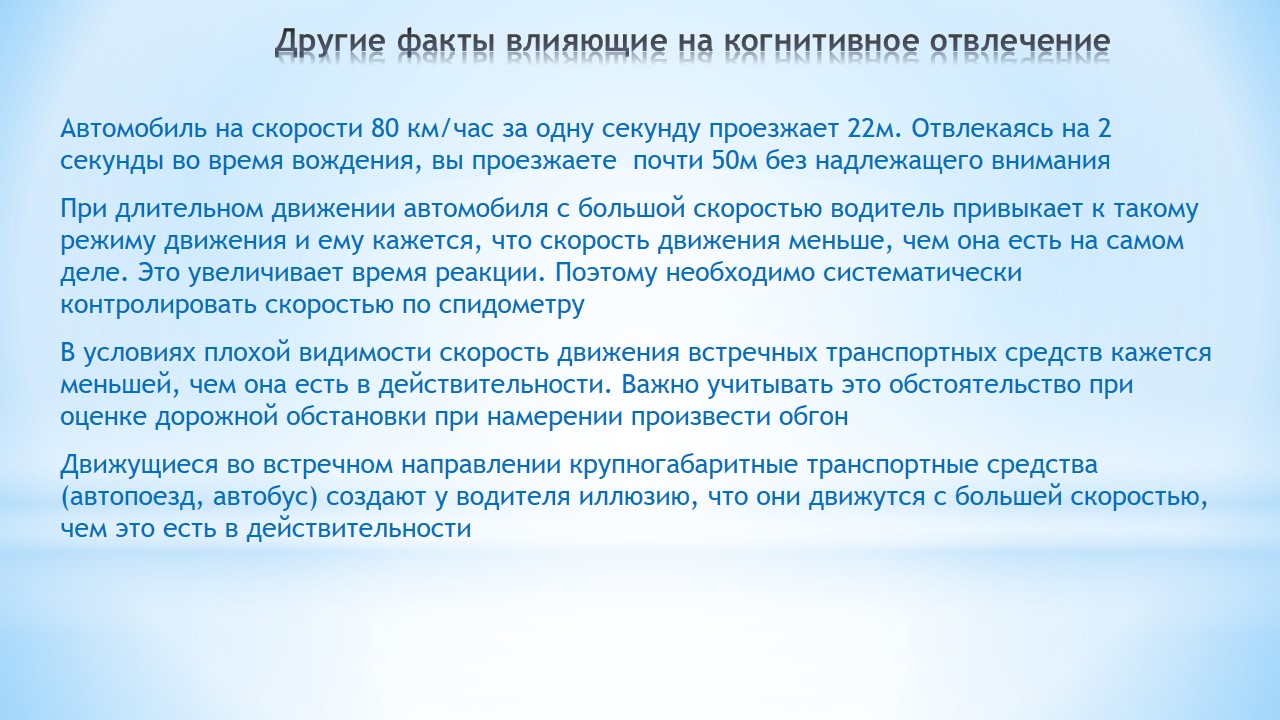 Другие факты влияющие на когнитивное отвлечение
Автомобиль на скорости 80 км/час за одну секунду проезжает 22м. Отвлекаясь на 2
секунды во время вождения, вы проезжаете  почти 50м без надлежащего внимания
При длительном движении автомобиля с большой скоростью водитель привыкает к такому
режиму движения и ему кажется, что скорость движения меньше, чем она есть на самом
деле. Это увеличивает время реакции. Поэтому необходимо систематически
контролировать скоростью по спидометру
В условиях плохой видимости скорость движения встречных транспортных средств кажется
меньшей, чем она есть в действительности. Важно учитывать это обстоятельство при
оценке дорожной обстановки при намерении произвести обгон
Движущиеся во встречном направлении крупногабаритные транспортные средства
(автопоезд, автобус) создают у водителя иллюзию, что они движутся с большей скоростью,
чем это есть в действительности